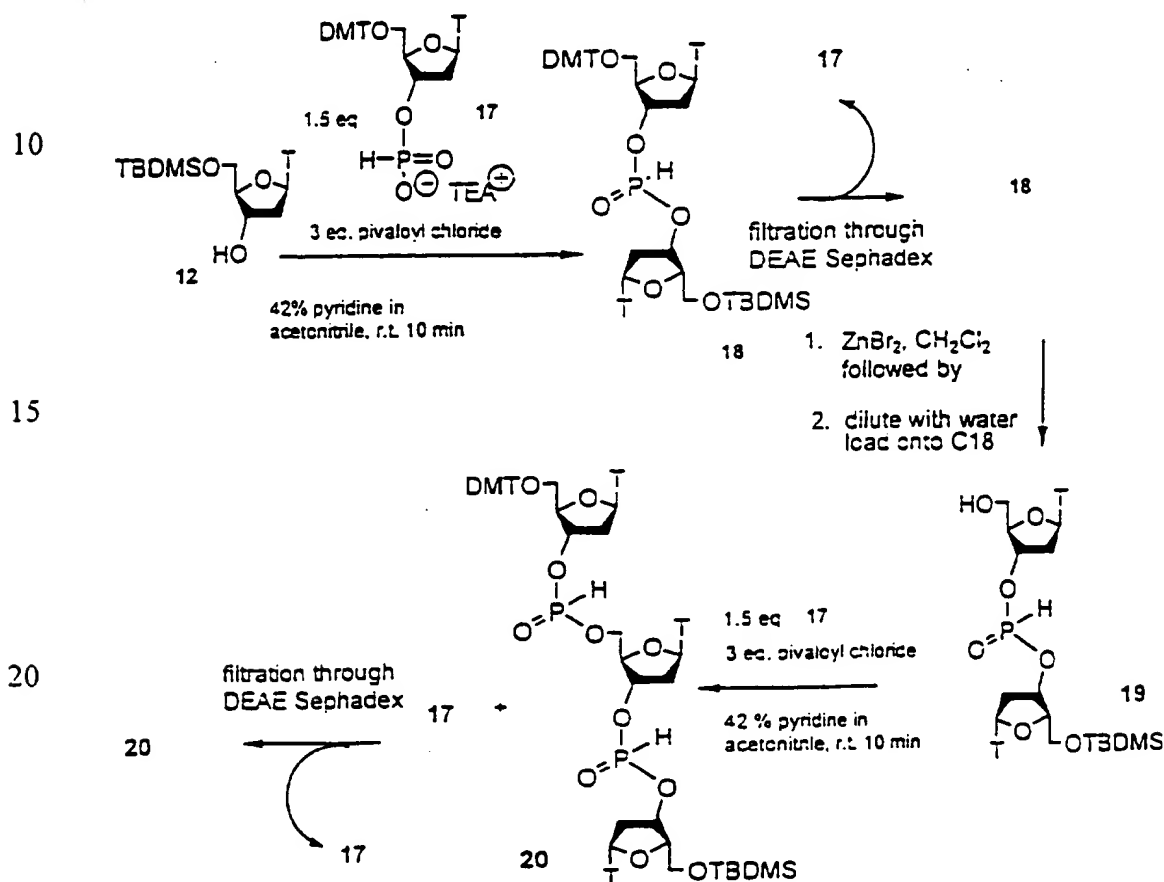 DMTO
T
O
O
1.5 eq
17
H-P=O
O⊖ TEA⊕
10
TBDMSO
T
O
HO
12
3 eq. pivaloyl chloride
42% pyridine in
acetonitrile, r.t. 10 min
DMTO
T
O
O
H
P
O
O
O
T
OTBDMS
18
17
18
filtration through
DEAE Sephadex
1. ZnBr₂, CH₂Cl₂
followed by
15
2. dilute with water
load onto C18
HO
T
O
O
H
P
O
O
O
T
OTBDMS
19
1.5 eq 17
3 eq. pivaloyl chloride
42 % pyridine in
acetonitrile, r.t. 10 min
DMTO
T
O
O
H
P
O
O
T
O
O
H
P
O
O
O
T
OTBDMS
20
17 +
20
filtration through
DEAE Sephadex
20
17